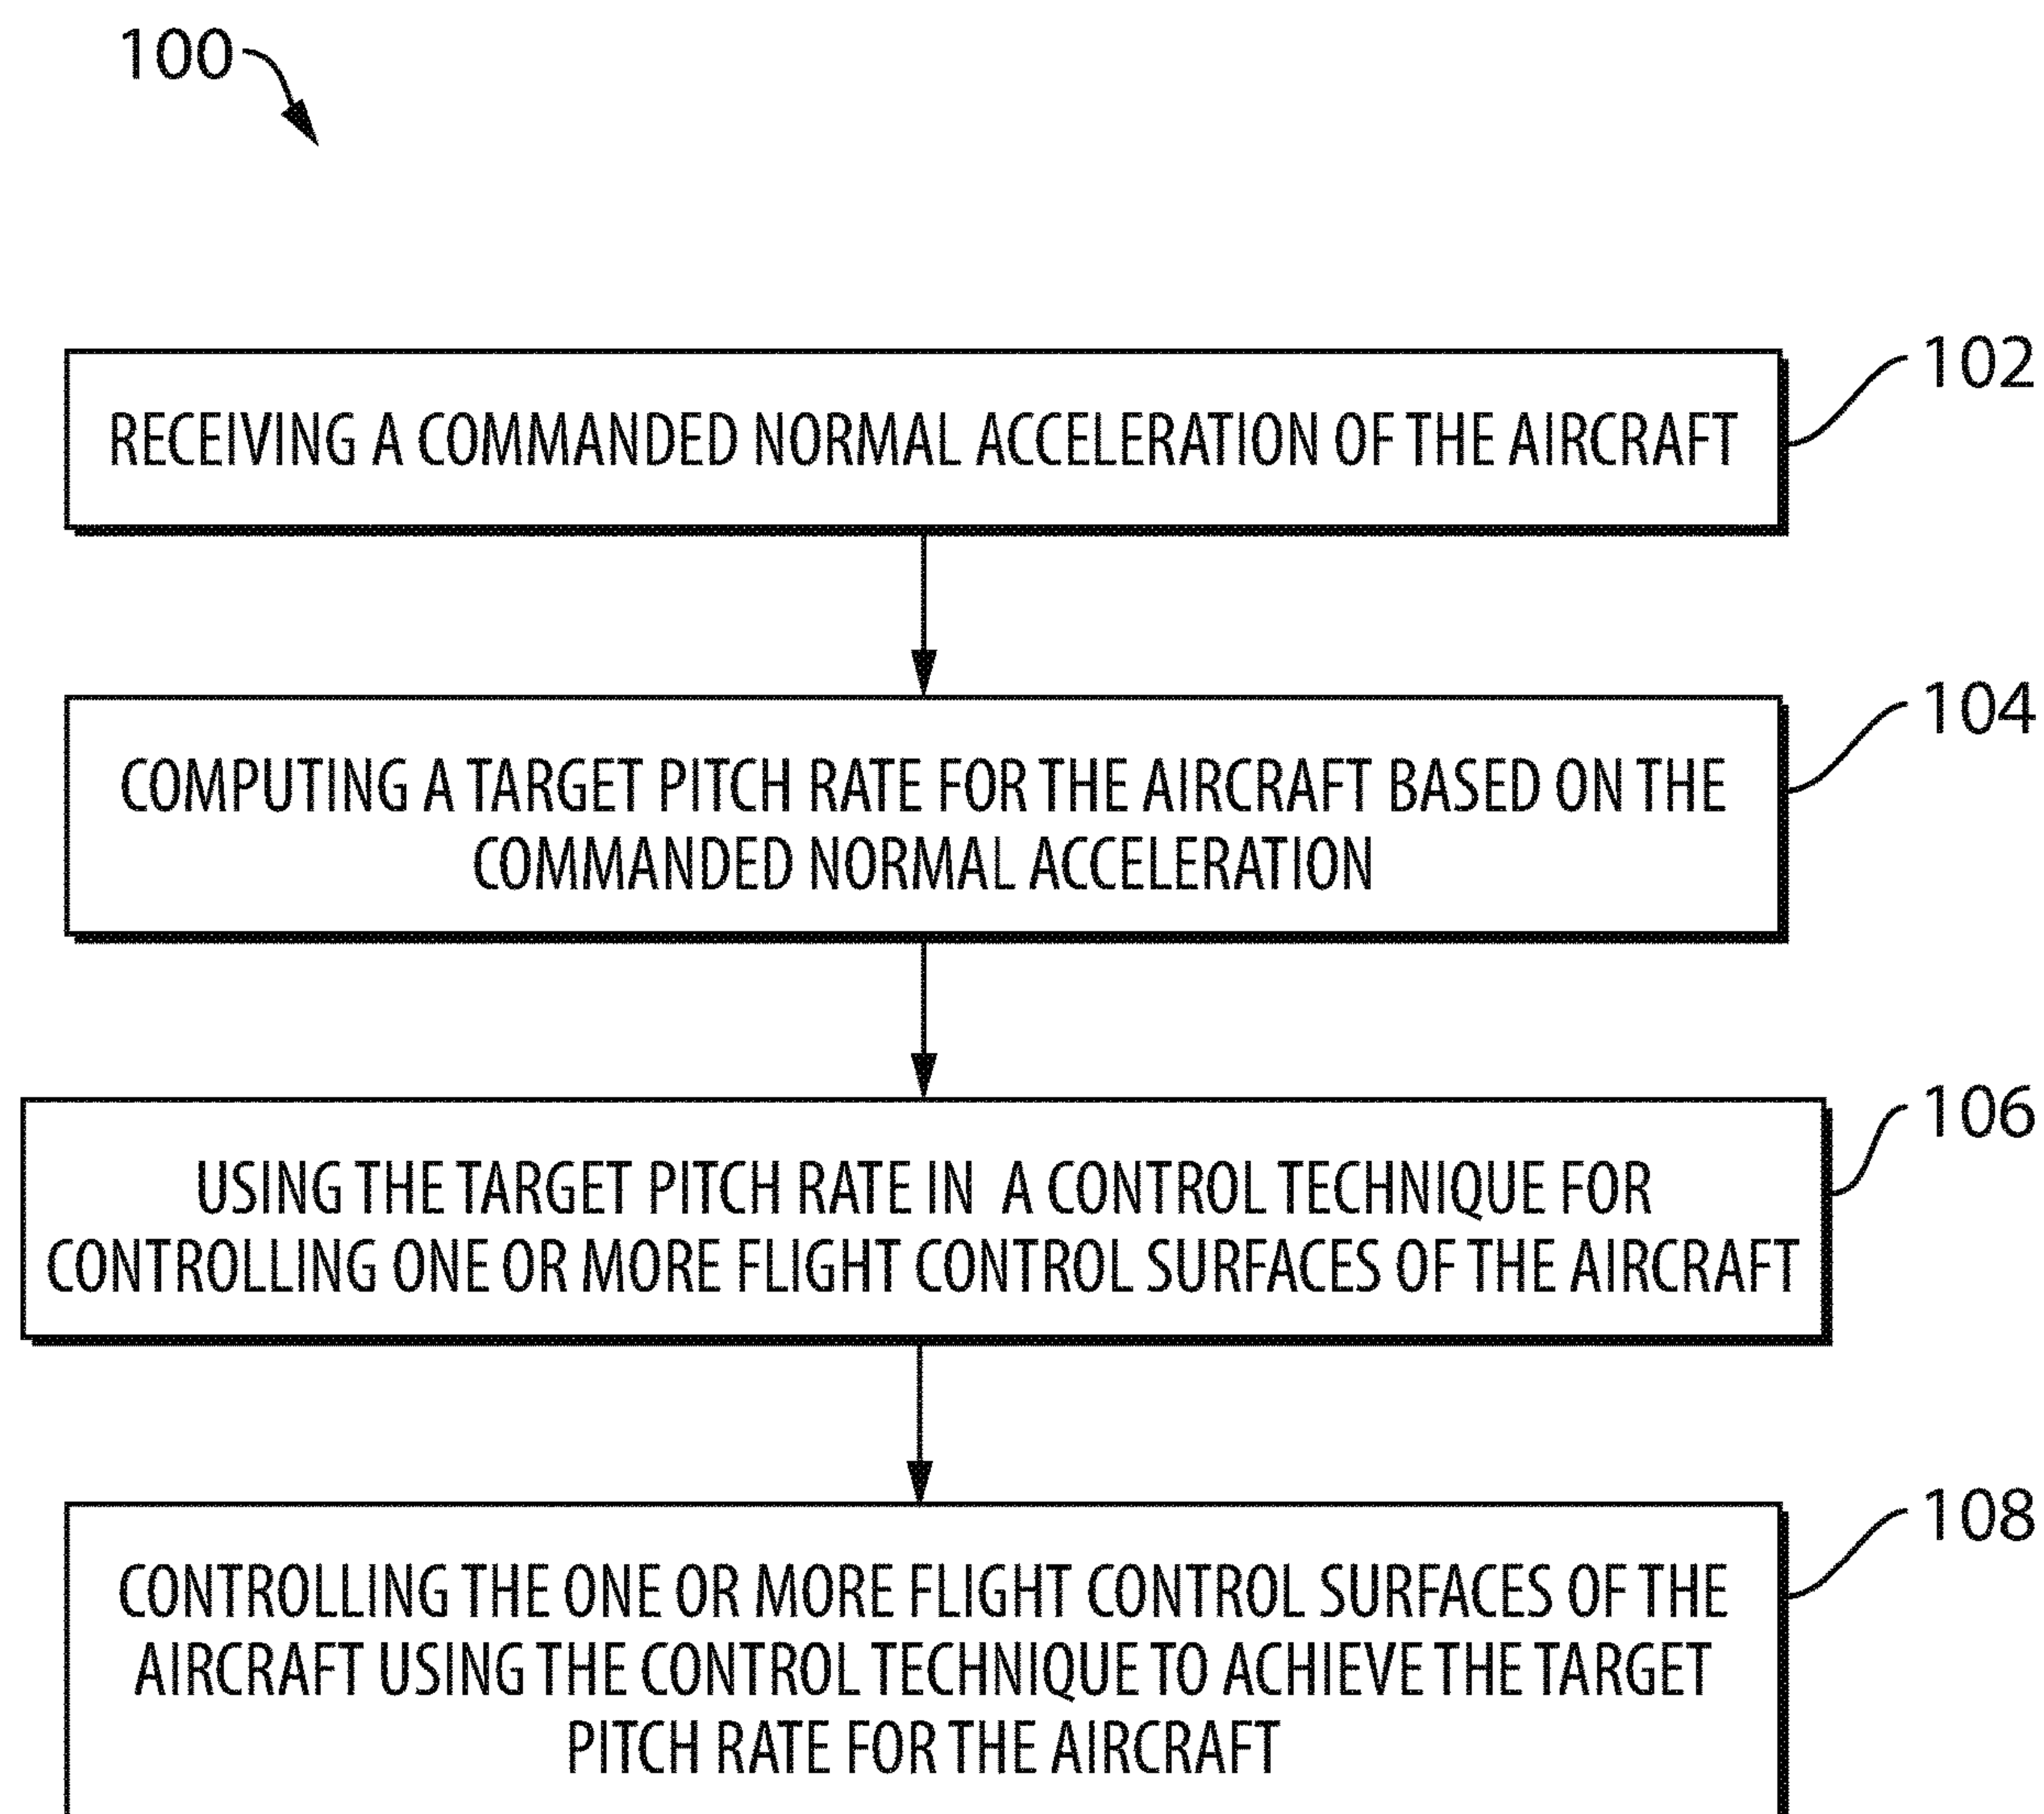 100
RECEIVING A COMMANDED NORMAL ACCELERATION OF THE AIRCRAFT
102
COMPUTING A TARGET PITCH RATE FOR THE AIRCRAFT BASED ON THE
COMMANDED NORMAL ACCELERATION
104
USING THE TARGET PITCH RATE IN A CONTROL TECHNIQUE FOR
CONTROLLING ONE OR MORE FLIGHT CONTROL SURFACES OF THE AIRCRAFT
106
CONTROLLING THE ONE OR MORE FLIGHT CONTROL SURFACES OF THE
AIRCRAFT USING THE CONTROL TECHNIQUE TO ACHIEVE THE TARGET
PITCH RATE FOR THE AIRCRAFT
108